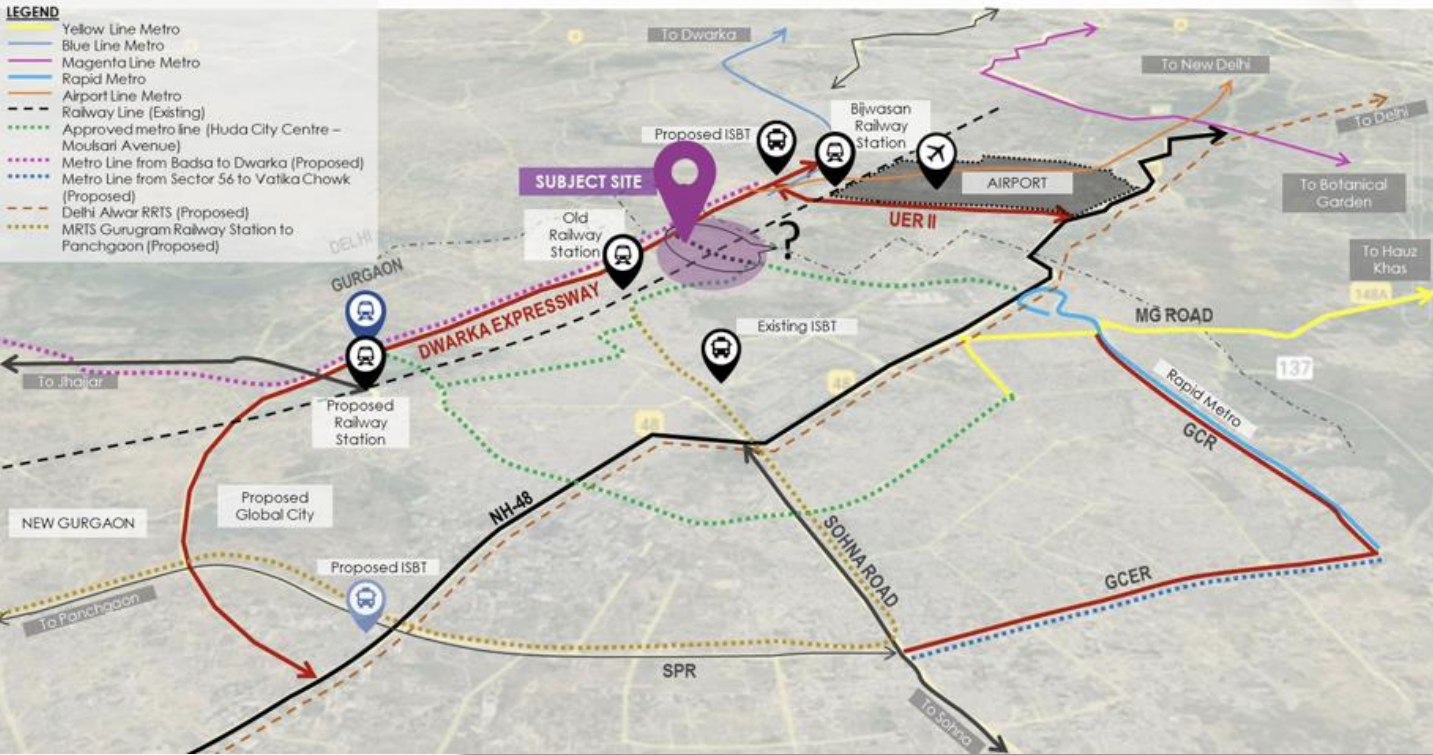 LEGEND
Yellow Line Metro
Blue Line Metro
Magenta Line Metro
Rapid Metro
Airport Line Metro
Railway Line (Existing)
Approved metro line (Huda City Centre –
Moulsari Avenue)
Metro Line from Badsa to Dwarka (Proposed)
Metro Line from Sector 56 to Vatika Chowk
(Proposed)
Delhi Alwar RRTS (Proposed)
MRTS Gurugram Railway Station to
Panchgaon (Proposed)
To Dwarka
To New Delhi
To Delhi
Proposed ISBT
Bijwasan
Railway
Station
SUBJECT SITE
AIRPORT
To Botanical
Garden
UER II
Old
Railway
Station
?
DELHI
GURGAON
To Hauz
Khas
148A
DWARKA EXPRESSWAY
MG ROAD
Existing ISBT
137
To Jhajjar
48
Rapid Metro
GCR
Proposed
Railway
Station
48
NH-48
Proposed
Global City
NEW GURGAON
SOHNA ROAD
Proposed ISBT
GCER
To Panchgaon
SPR
To Sohna